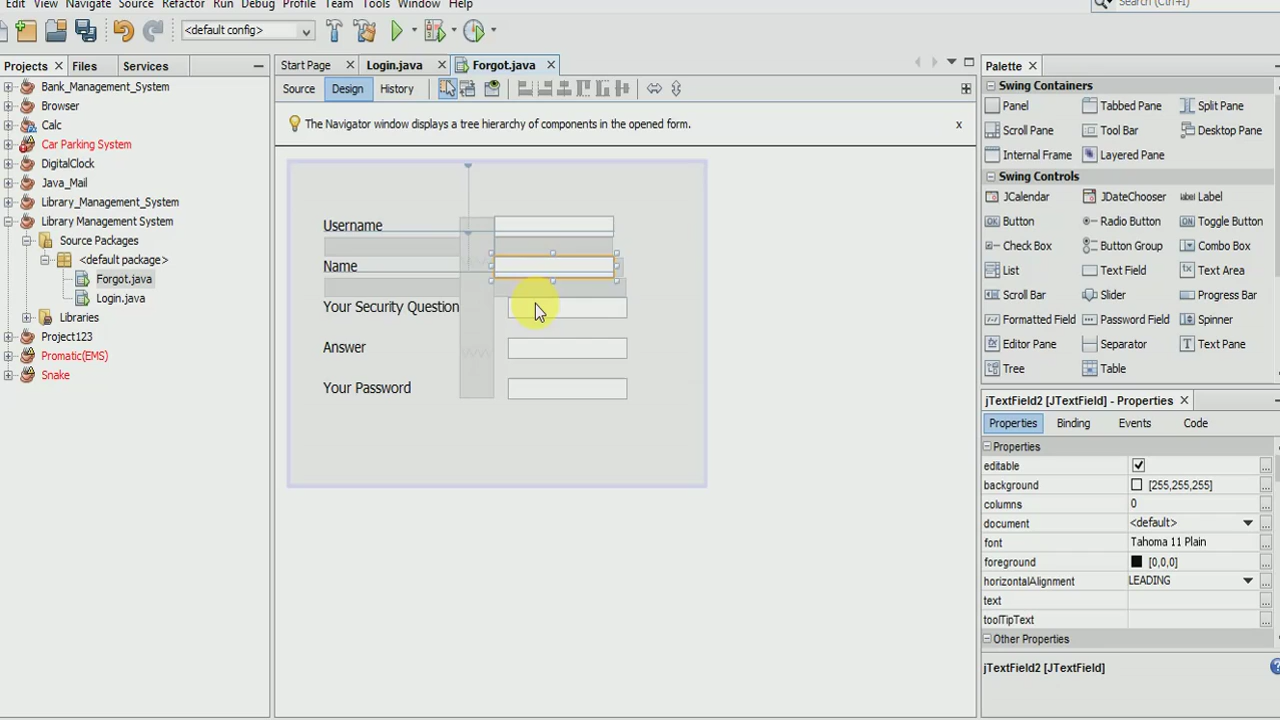 Edit View Navigate Source Refactor Run Debug Profile Team Tools Window Help
Search (Ctrl+I)
<default config>
Projects Files Services
Start Page Login.java Forgot.java
Source Design History
The Navigator window displays a tree hierarchy of components in the opened form. x
Bank_Management_System
Browser
Calc
Car Parking System
DigitalClock
Java_Mail
Library_Management_System
Library Management System
Source Packages
<default package>
Forgot.java
Login.java
Libraries
Project123
Promatic(EMS)
Snake
Username
Name
Your Security Question
Answer
Your Password
Palette
Swing Containers
Panel Tabbed Pane Split Pane
Scroll Pane Tool Bar Desktop Pane
Internal Frame Layered Pane
Swing Controls
JCalendar JDateChooser Label
Button Radio Button Toggle Button
Check Box Button Group Combo Box
List Text Field Text Area
Scroll Bar Slider Progress Bar
Formatted Field Password Field Spinner
Editor Pane Separator Text Pane
Tree Table
jTextField2 [JTextField] - Properties
Properties Binding Events Code
Properties
editable
background [255,255,255]
columns 0
document <default>
font Tahoma 11 Plain
foreground [0,0,0]
horizontalAlignment LEADING
text
toolTipText
Other Properties
jTextField2 [JTextField]